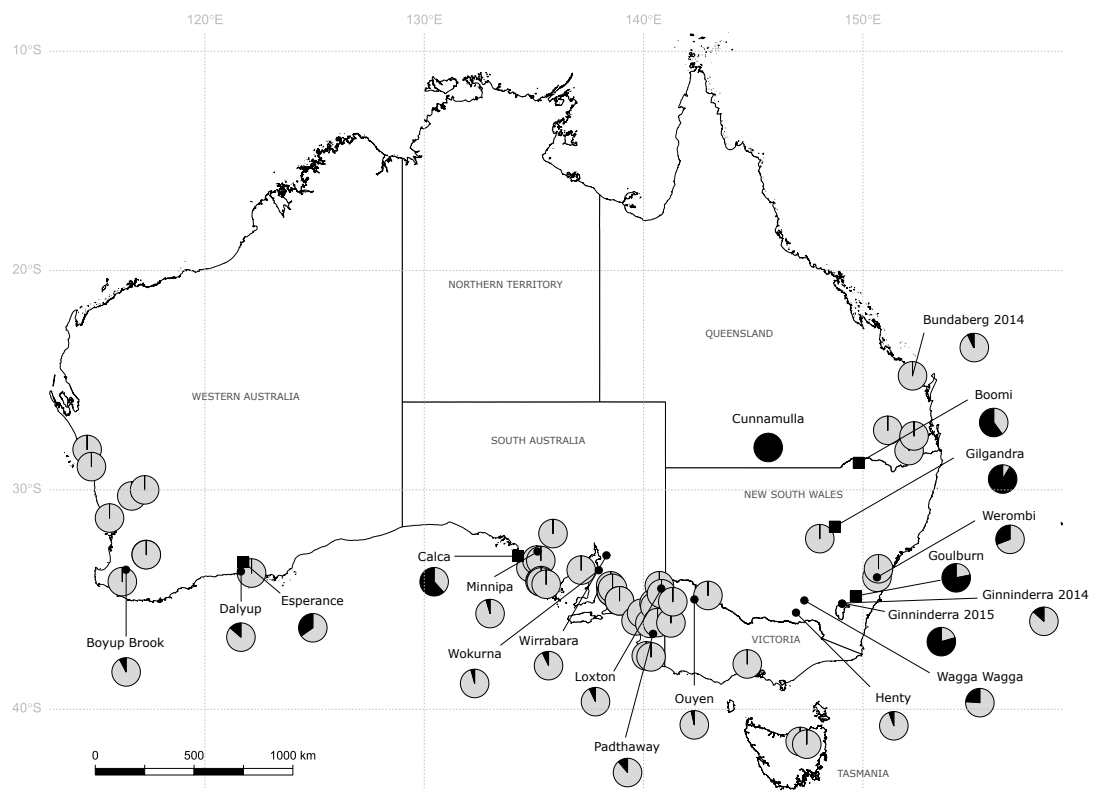 120°E 130°E 140°E 150°E
10°S
20°S
NORTHERN TERRITORY
Bundaberg 2014
QUEENSLAND
WESTERN AUSTRALIA
Boomi
Cunnamulla
SOUTH AUSTRALIA
Gilgandra
30°S
NEW SOUTH WALES
Werombi
Calca
Goulburn
Minnipa
Esperance
Ginninderra 2014
Dalyup
Ginninderra 2015
Boyup Brook
Wirrabara
VICTORIA
Wokurna
Loxton
Wagga Wagga
Ouyen
Henty
40°S
Padthaway
0 500 1000 km
TASMANIA